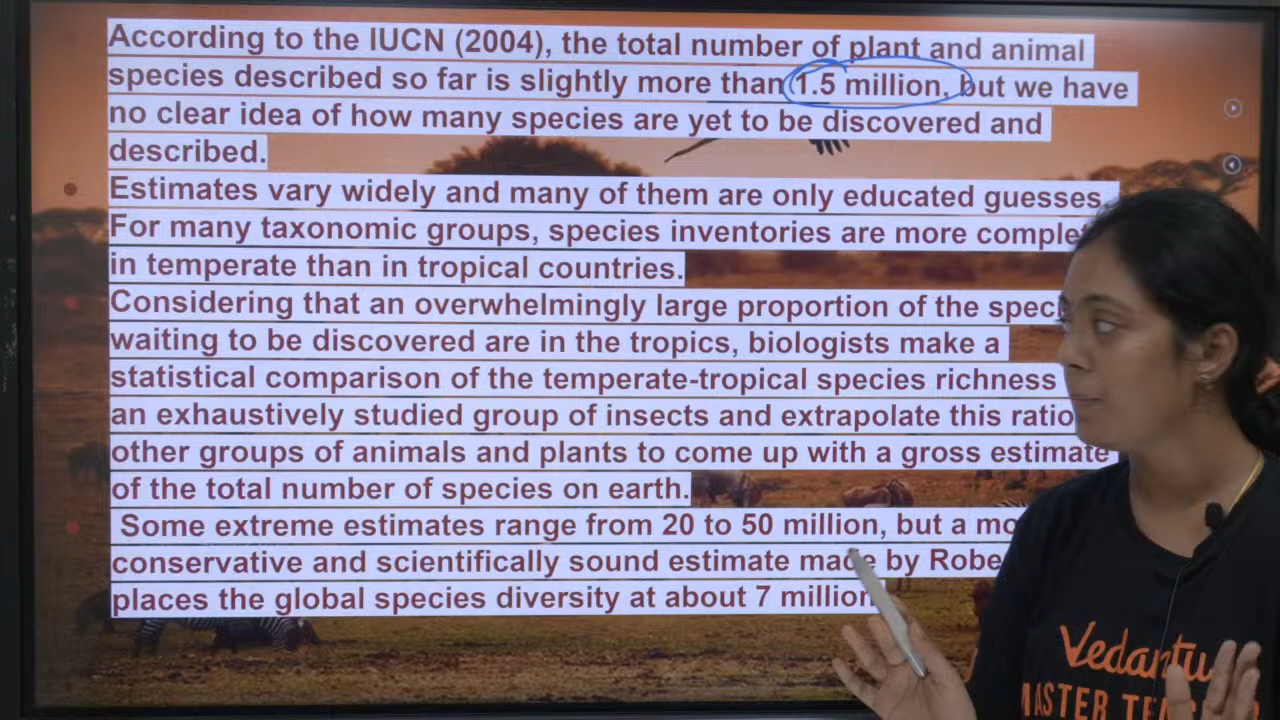 According to the IUCN (2004), the total number of plant and animal
species described so far is slightly more than 1.5 million, but we have
no clear idea of how many species are yet to be discovered and
described.
Estimates vary widely and many of them are only educated guesses.
For many taxonomic groups, species inventories are more
in temperate than in tropical countries.
Considering that an overwhelmingly large proportion of the
waiting to be discovered are in the tropics, biologists make a
statistical comparison of the temperate-tropical species richness
an exhaustively studied group of insects and extrapolate this ratio
other groups of animals and plants to come up with a gross estimate
of the total number of species on earth.
Some extreme estimates range from 20 to 50 million, but a
conservative and scientifically sound estimate made by
places the global species diversity at about 7 million
Vedantu
MASTER